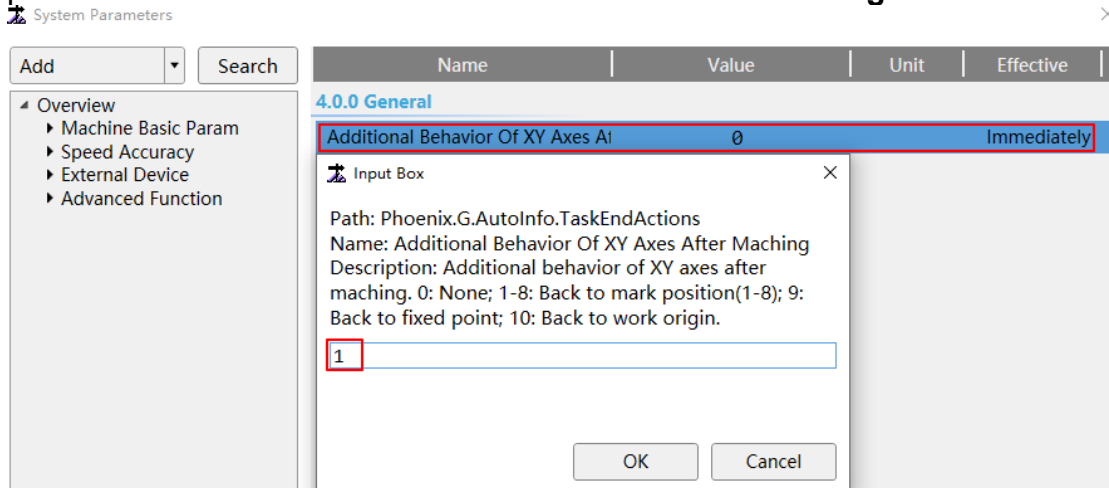 System Parameters
Add Search Name Value Unit Effective
Overview
Machine Basic Param
Speed Accuracy
External Device
Advanced Function
4.0.0 General
Additional Behavior Of XY Axes Af 0 Immediately
Input Box
Path: Phoenix.G.AutoInfo.TaskEndActions
Name: Additional Behavior Of XY Axes After Maching
Description: Additional behavior of XY axes after
maching. 0: None; 1-8: Back to mark position(1-8); 9:
Back to fixed point; 10: Back to work origin.
1
OK Cancel